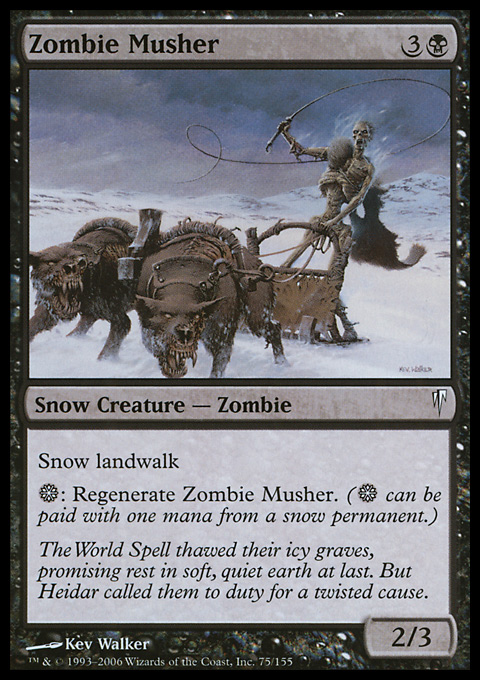 Zombie Musher 3
KEV WALKER
Snow Creature — Zombie
Snow landwalk
: Regenerate Zombie Musher. ( can be
paid with one mana from a snow permanent.)
The World Spell thawed their icy graves,
promising rest in soft, quiet earth at last. But
Heidar called them to duty for a twisted cause.
Kev Walker
2/3
™ & © 1993–2006 Wizards of the Coast, Inc. 75/155